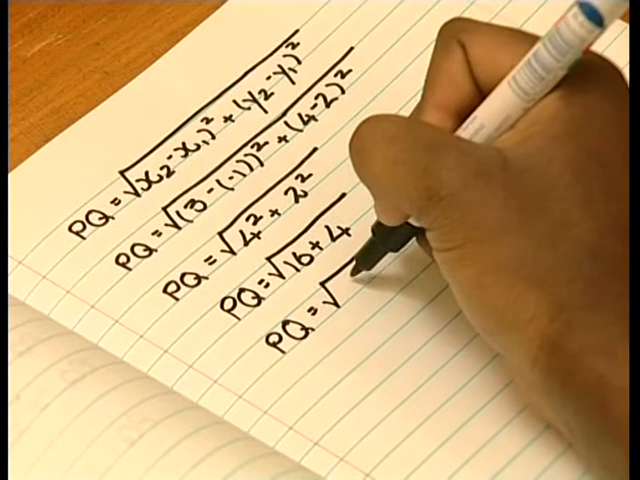 PQ = √(x₂-x₁)² + (y₂-y₁)²
PQ = √(3-(-1))² + (4-2)²
PQ = √4² + 2²
PQ = √16+4
PQ = √